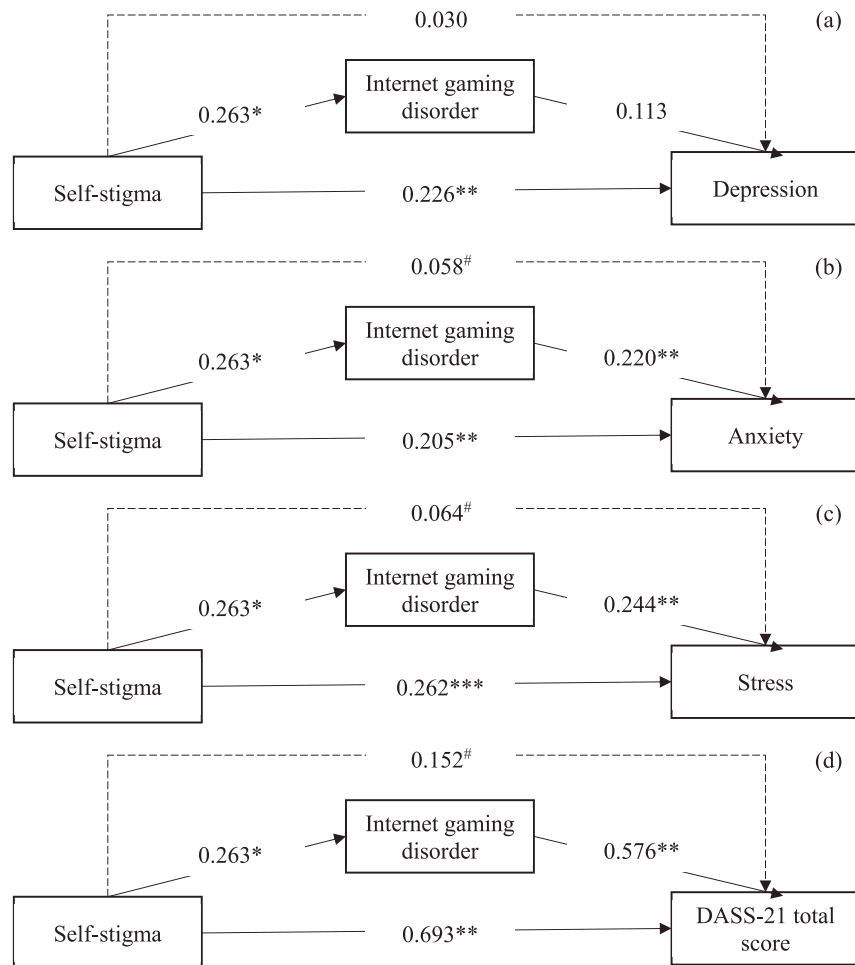 0.030
(a)
Internet gaming
disorder
0.263*
0.113
Self-stigma
0.226**
Depression
0.058#
(b)
Internet gaming
disorder
0.263*
0.220**
Self-stigma
0.205**
Anxiety
0.064#
(c)
Internet gaming
disorder
0.263*
0.244**
Self-stigma
0.262***
Stress
0.152#
(d)
Internet gaming
disorder
0.263*
0.576**
Self-stigma
0.693**
DASS-21 total
score